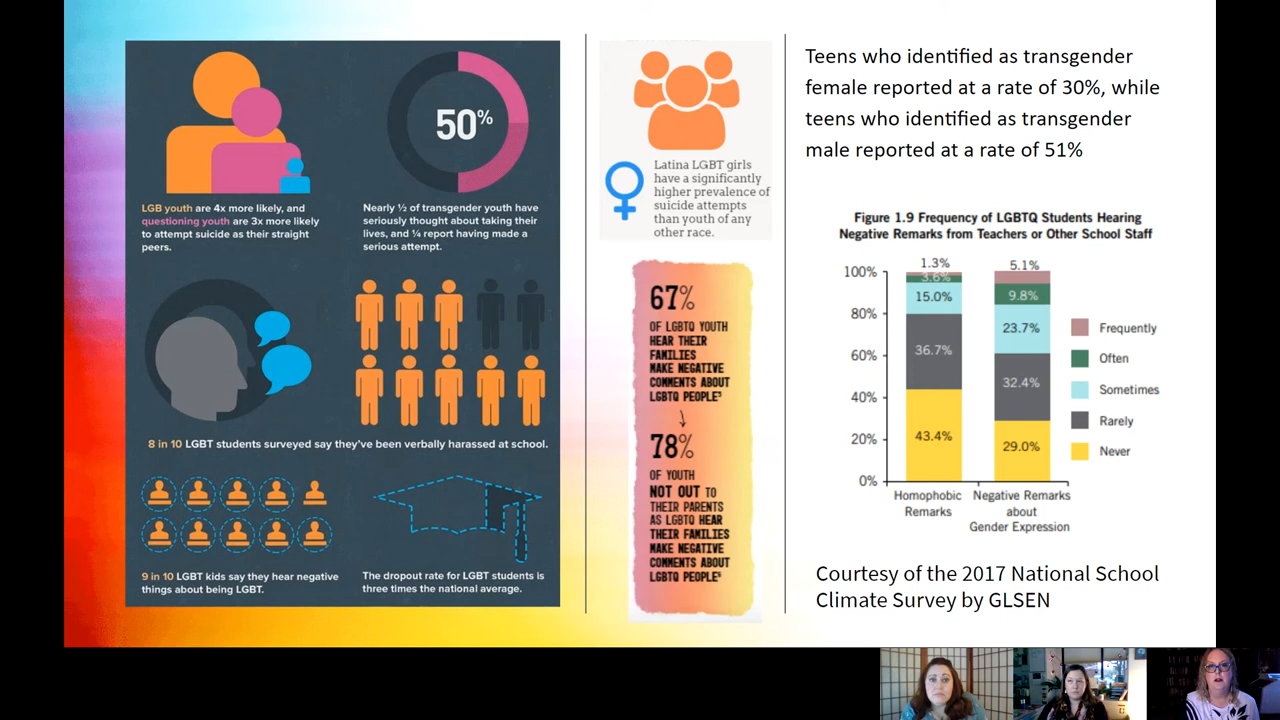 50%
LGB youth are 4x more likely, and
questioning youth are 3x more likely
to attempt suicide as their straight
peers.
Nearly ½ of transgender youth have
seriously thought about taking their
lives, and ¼ report having made a
serious attempt.
8 in 10 LGBT students surveyed say they've been verbally harassed at school.
9 in 10 LGBT kids say they hear negative
things about being LGBT.
The dropout rate for LGBT students is
three times the national average.
Latina LGBT girls
have a significantly
higher prevalence of
suicide attempts
than youth of any
other race.
67%
OF LGBTQ YOUTH
HEAR THEIR
FAMILIES
MAKE NEGATIVE
COMMENTS ABOUT
LGBTQ PEOPLE
78%
OF YOUTH
NOT OUT TO
THEIR PARENTS
AS LGBTQ HEAR
THEIR FAMILIES
MAKE NEGATIVE
COMMENTS ABOUT
LGBTQ PEOPLE
Teens who identified as transgender
female reported at a rate of 30%, while
teens who identified as transgender
male reported at a rate of 51%
Figure 1.9 Frequency of LGBTQ Students Hearing
Negative Remarks from Teachers or Other School Staff
100%
80%
60%
40%
20%
0%
1.3%
3.6%
15.0%
36.7%
43.4%
5.1%
9.8%
23.7%
32.4%
29.0%
Homophobic
Remarks
Negative Remarks
about
Gender Expression
Frequently
Often
Sometimes
Rarely
Never
Courtesy of the 2017 National School
Climate Survey by GLSEN